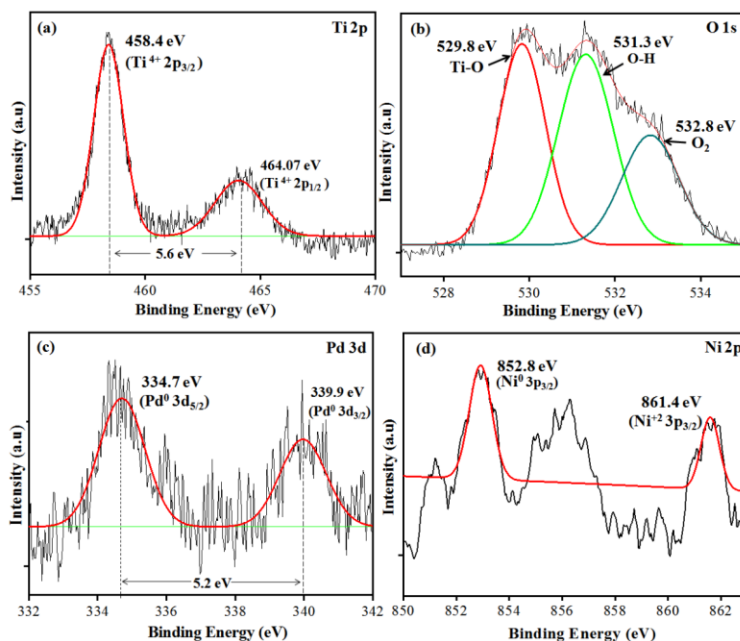 (a)
Ti 2p
458.4 eV
(Ti⁴⁺ 2p₃/₂)
464.07 eV
(Ti⁴⁺ 2p₁/₂)
5.6 eV
Intensity (a.u)
455 460 465 470
Binding Energy (eV)
(b)
O 1s
529.8 eV
Ti-O
531.3 eV
O-H
532.8 eV
O₂
Intensity (a.u)
528 530 532 534
Binding Energy (eV)
(c)
Pd 3d
334.7 eV
(Pd⁰ 3d₅/₂)
339.9 eV
(Pd⁰ 3d₃/₂)
5.2 eV
Intensity (a.u)
332 334 336 338 340 342
Binding Energy (eV)
(d)
Ni 2p
852.8 eV
(Ni⁰ 3p₃/₂)
861.4 eV
(Ni⁺² 3p₃/₂)
Intensity (a.u)
850 852 854 856 858 860 862
Binding Energy (eV)